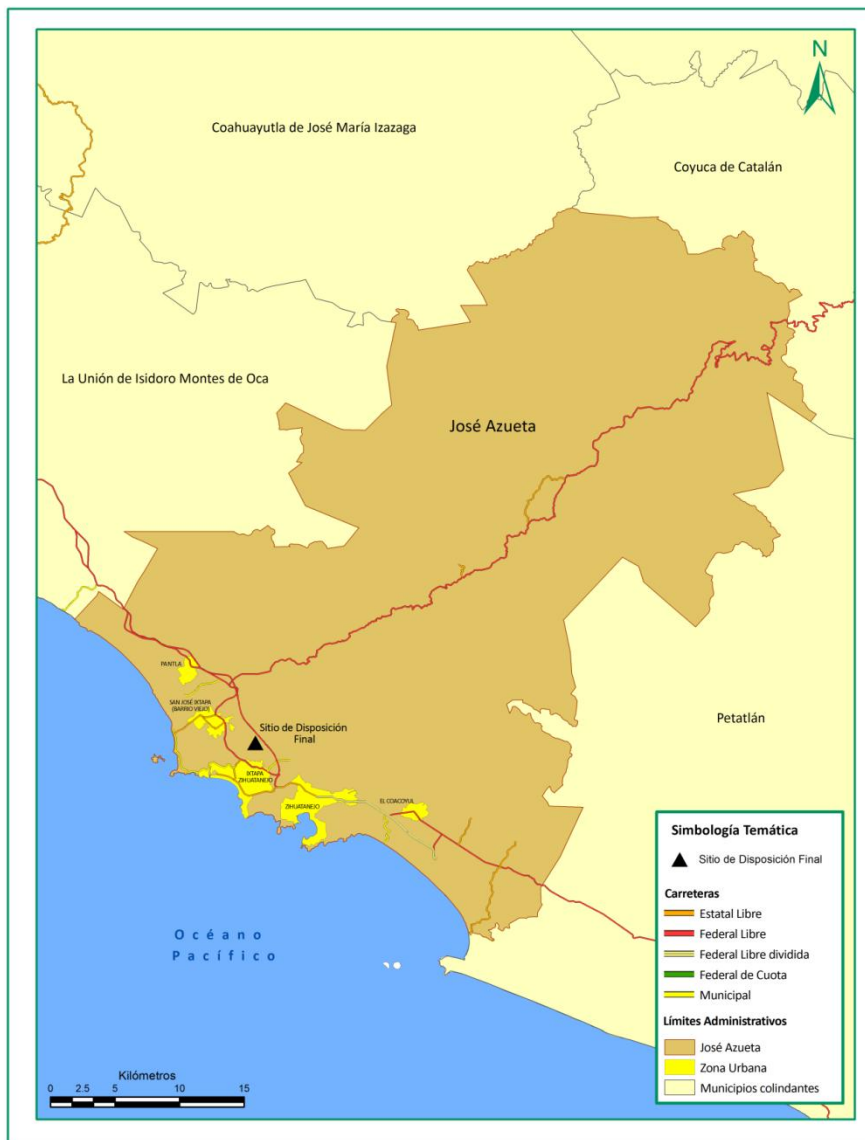 N
Coahuayutla de José María Izazaga
Coyuca de Catalán
La Unión de Isidoro Montes de Oca
José Azueta
PANTLA
SAN JOSÉ IXTAPA
(BARRIO VIEJO)
Sitio de Disposición
Final
Petatlán
IXTAPA
ZIHUATANEJO
ZIHUATANEJO
EL COACOYUL
Océano
Pacífico
Simbología Temática
Sitio de Disposición Final
Carreteras
Estatal Libre
Federal Libre
Federal Libre dividida
Federal de Cuota
Municipal
Límites Administrativos
José Azueta
Zona Urbana
Municipios colindantes
Kilómetros
0 2.5 5 10 15